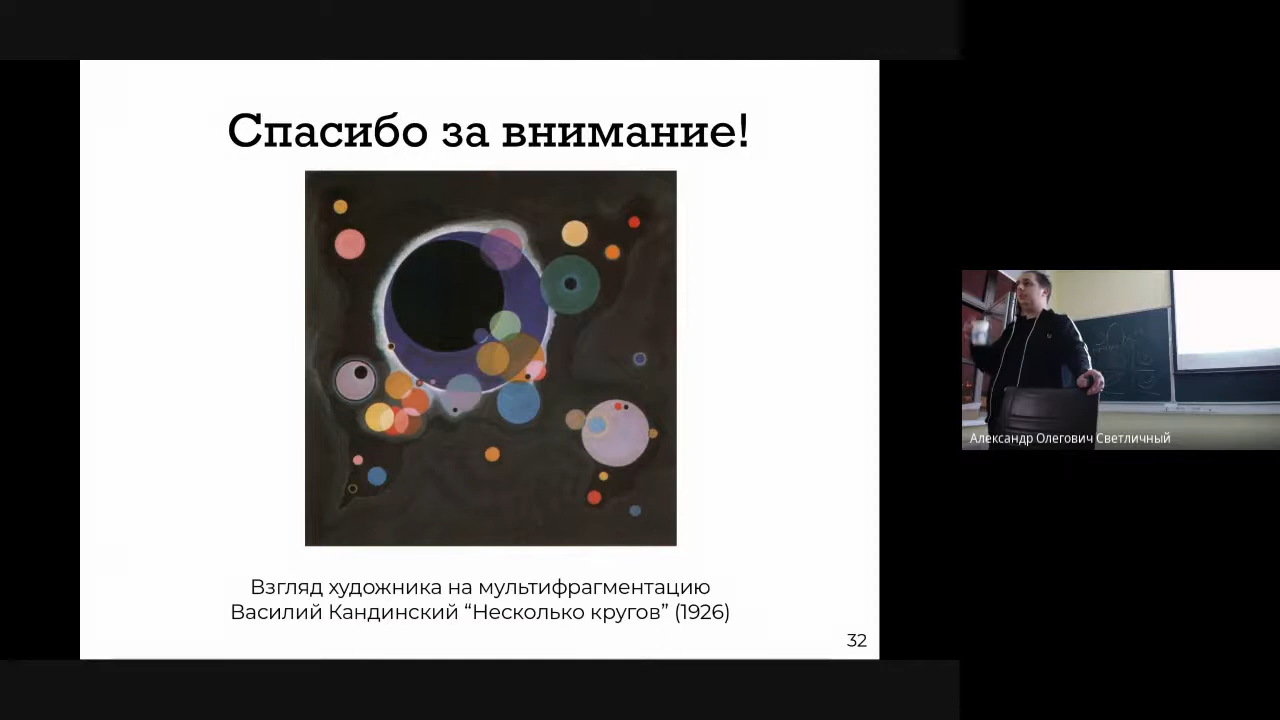 Спасибо за внимание!
Взгляд художника на мультифрагментацию
Василий Кандинский “Несколько кругов” (1926)
32
Александр Олегович Светличный